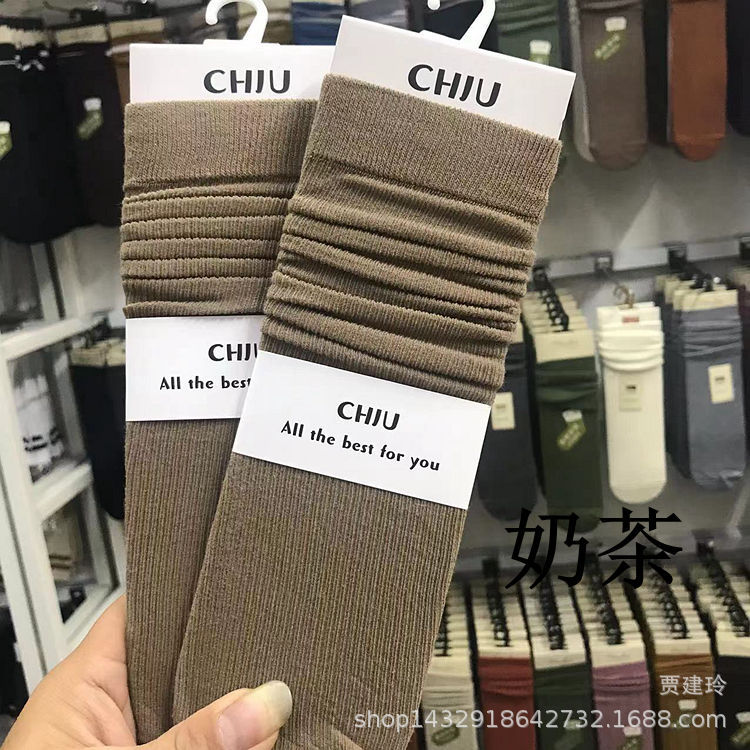 CHJU
CHJU
CHJU
All the best
CHJU
All the best for you
奶茶
贾建玲
shop1432918642732.1688.com